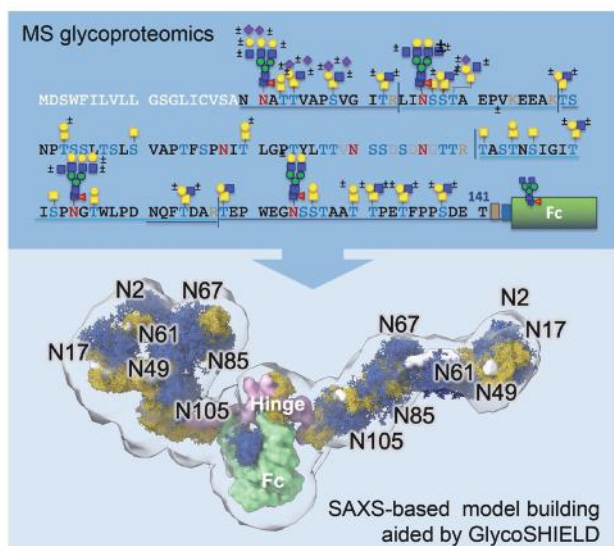 MS glycoproteomics
MDSWFILVLL GSGLICVSAN NATTVAPSVG ITRLINSSTA EPVKEEAKTS
NPTSSLTSLS VAPTFSPNIT LGPTYLTTVN SSDSDNGTTR TASTNSIGIT
ISPNGTWLPD NQFTDAKTEP WEGNSSTAAT TPETFPPSDE T 141 Fc
N2 N67 N2
N17 N61 N67 N17
N49 N85 N61 N49
N105 Hinge N85
N105
Fc
SAXS-based model building
aided by GlycoSHIELD